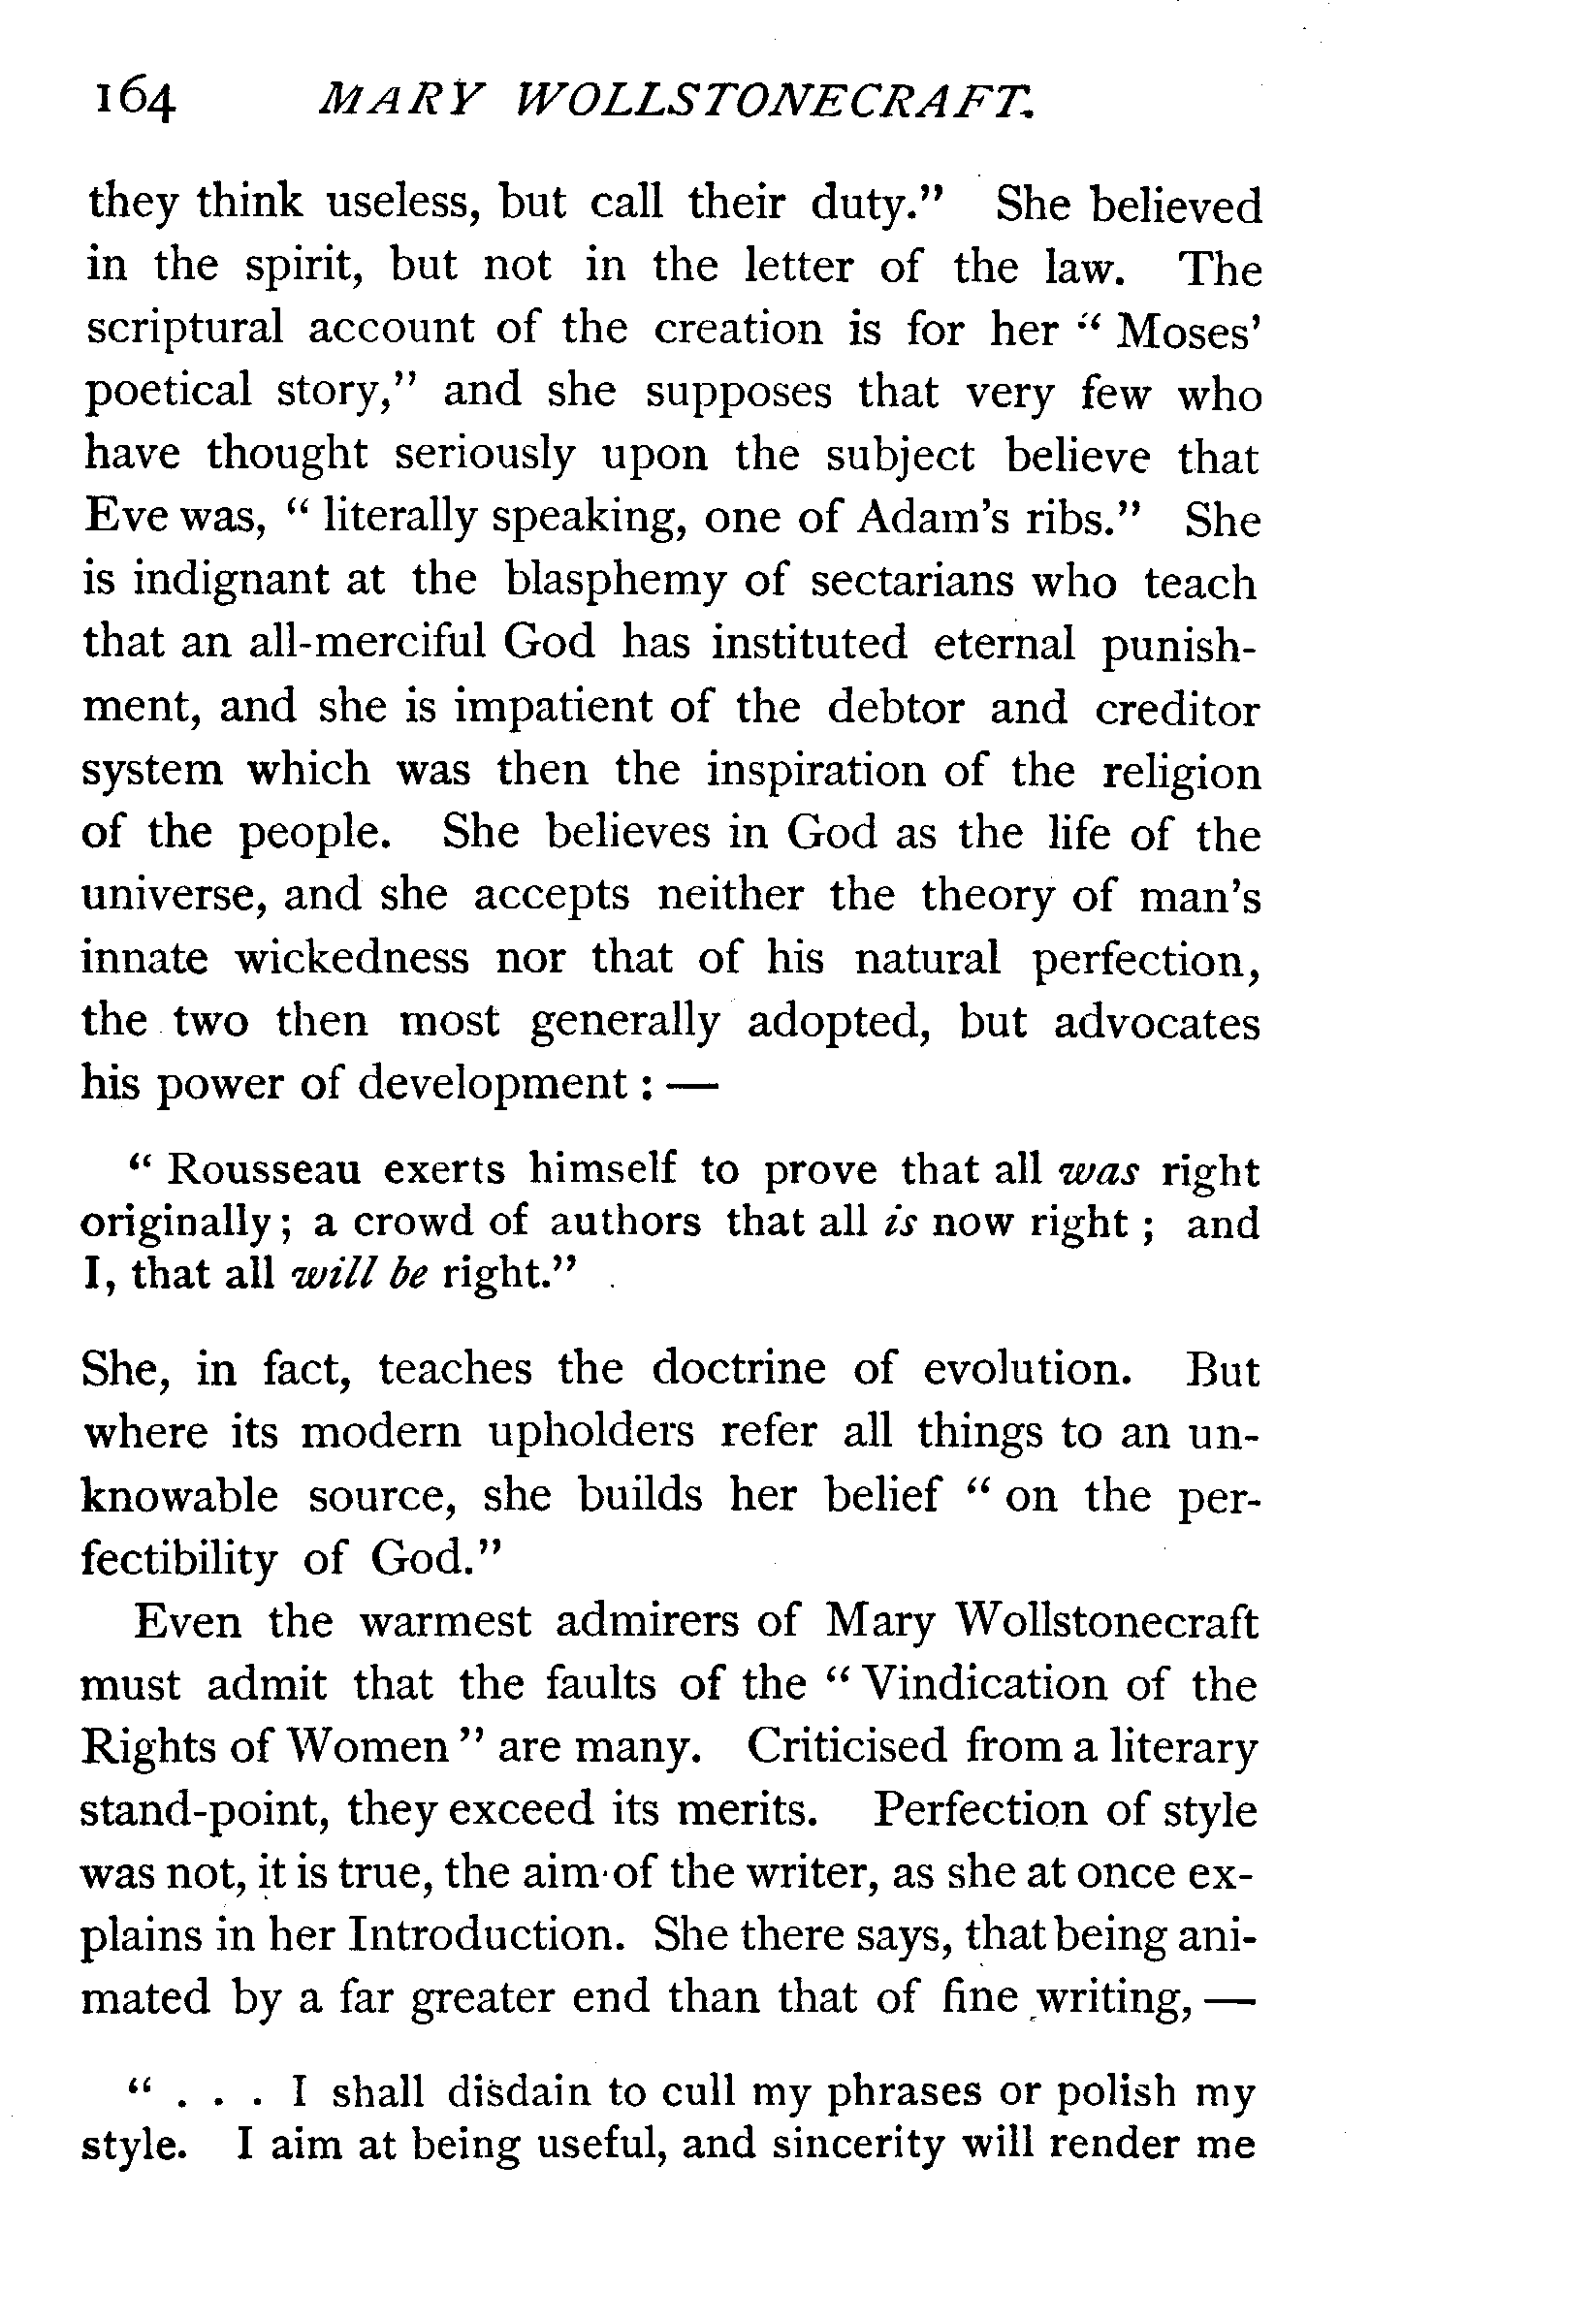 164 MARY WOLLSTONECRAFT.
they think useless, but call their duty.” She believed
in the spirit, but not in the letter of the law. The
scriptural account of the creation is for her “ Moses’
poetical story,” and she supposes that very few who
have thought seriously upon the subject believe that
Eve was, “ literally speaking, one of Adam’s ribs.” She
is indignant at the blasphemy of sectarians who teach
that an all-merciful God has instituted eternal punish-
ment, and she is impatient of the debtor and creditor
system which was then the inspiration of the religion
of the people. She believes in God as the life of the
universe, and she accepts neither the theory of man’s
innate wickedness nor that of his natural perfection,
the two then most generally adopted, but advocates
his power of development : —
“ Rousseau exerts himself to prove that all was right
originally ; a crowd of authors that all is now right ; and
I, that all will be right.”
She, in fact, teaches the doctrine of evolution. But
where its modern upholders refer all things to an un-
knowable source, she builds her belief “ on the per-
fectibility of God.”
Even the warmest admirers of Mary Wollstonecraft
must admit that the faults of the “ Vindication of the
Rights of Women ” are many. Criticised from a literary
stand-point, they exceed its merits. Perfection of style
was not, it is true, the aim of the writer, as she at once ex-
plains in her Introduction. She there says, that being ani-
mated by a far greater end than that of fine writing, —
“ . . . I shall disdain to cull my phrases or polish my
style. I aim at being useful, and sincerity will render me